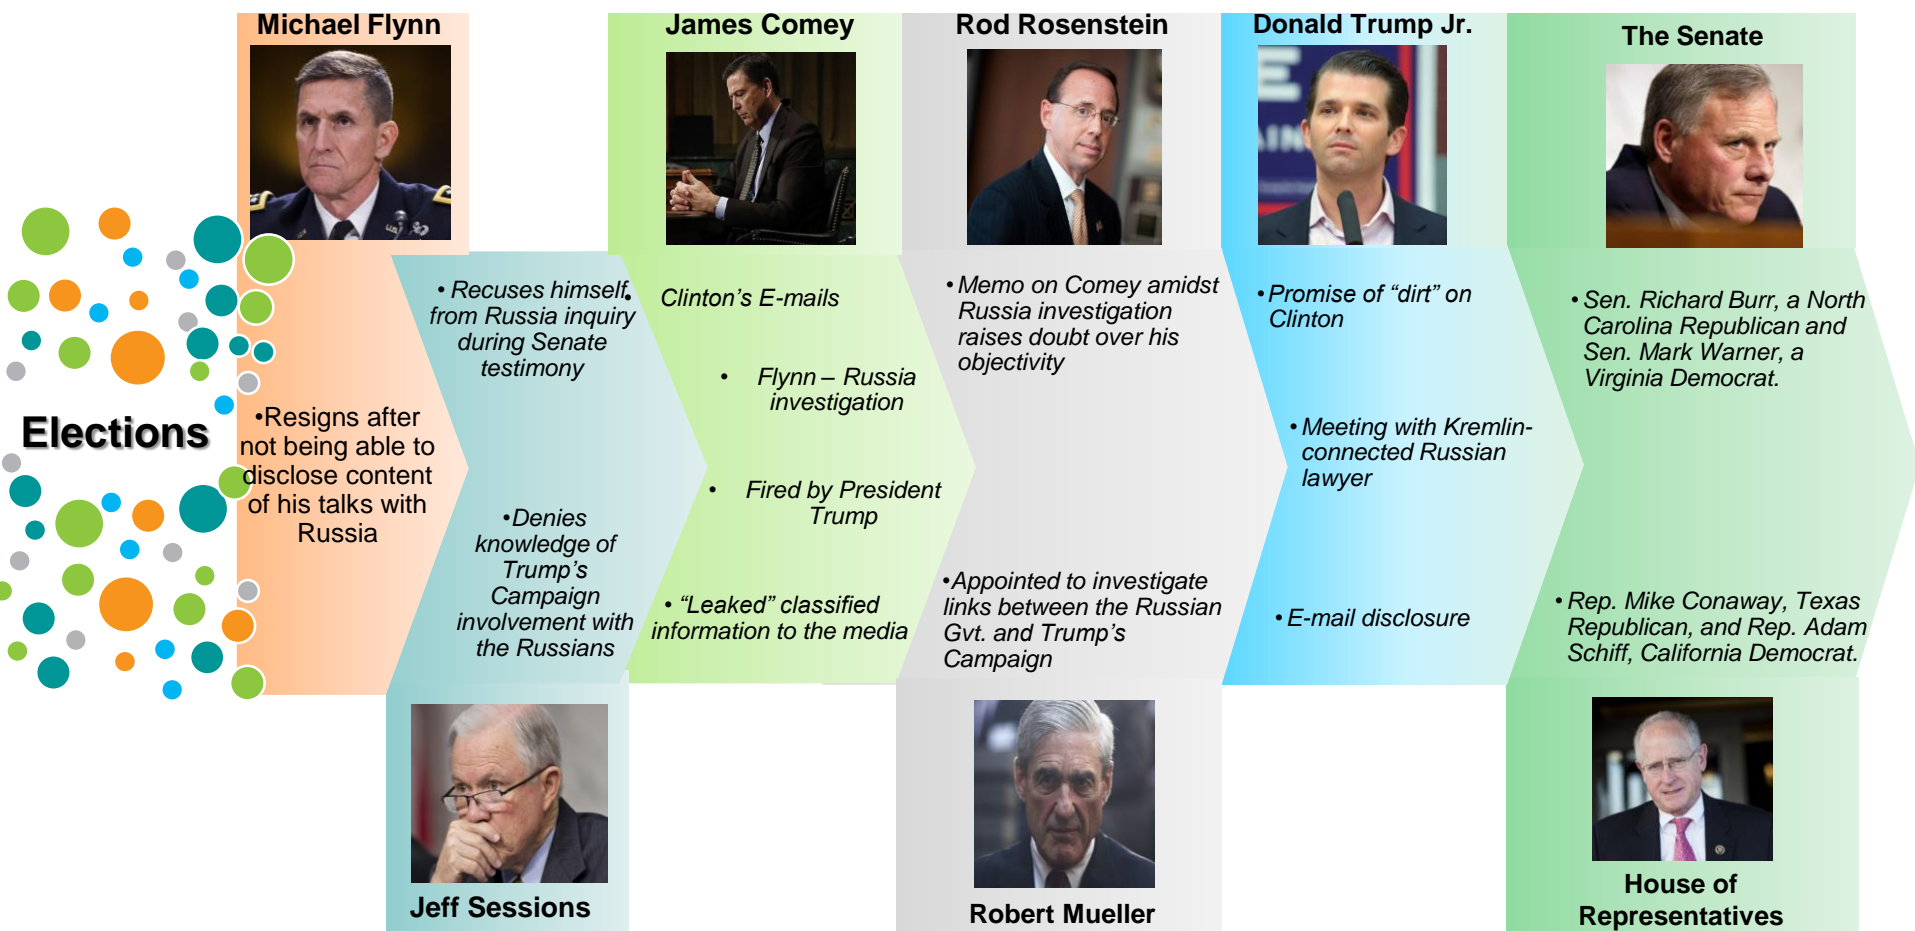 Elections
Michael Flynn
•Resigns after
not being able to
disclose content
of his talks with
Russia
• Recuses himself
from Russia inquiry
during Senate
testimony
•Denies
knowledge of
Trump’s
Campaign
involvement with
the Russians
Jeff Sessions
James Comey
• Clinton’s E-mails
• Flynn – Russia
investigation
• Fired by President
Trump
• “Leaked” classified
information to the media
Rod Rosenstein
•Memo on Comey amidst
Russia investigation
raises doubt over his
objectivity
•Appointed to investigate
links between the Russian
Gvt. and Trump’s
Campaign
Robert Mueller
Donald Trump Jr.
•Promise of “dirt” on
Clinton
•Meeting with Kremlin-
connected Russian
lawyer
•E-mail disclosure
The Senate
•Sen. Richard Burr, a North
Carolina Republican and
Sen. Mark Warner, a
Virginia Democrat.
•Rep. Mike Conaway, Texas
Republican, and Rep. Adam
Schiff, California Democrat.
House of
Representatives